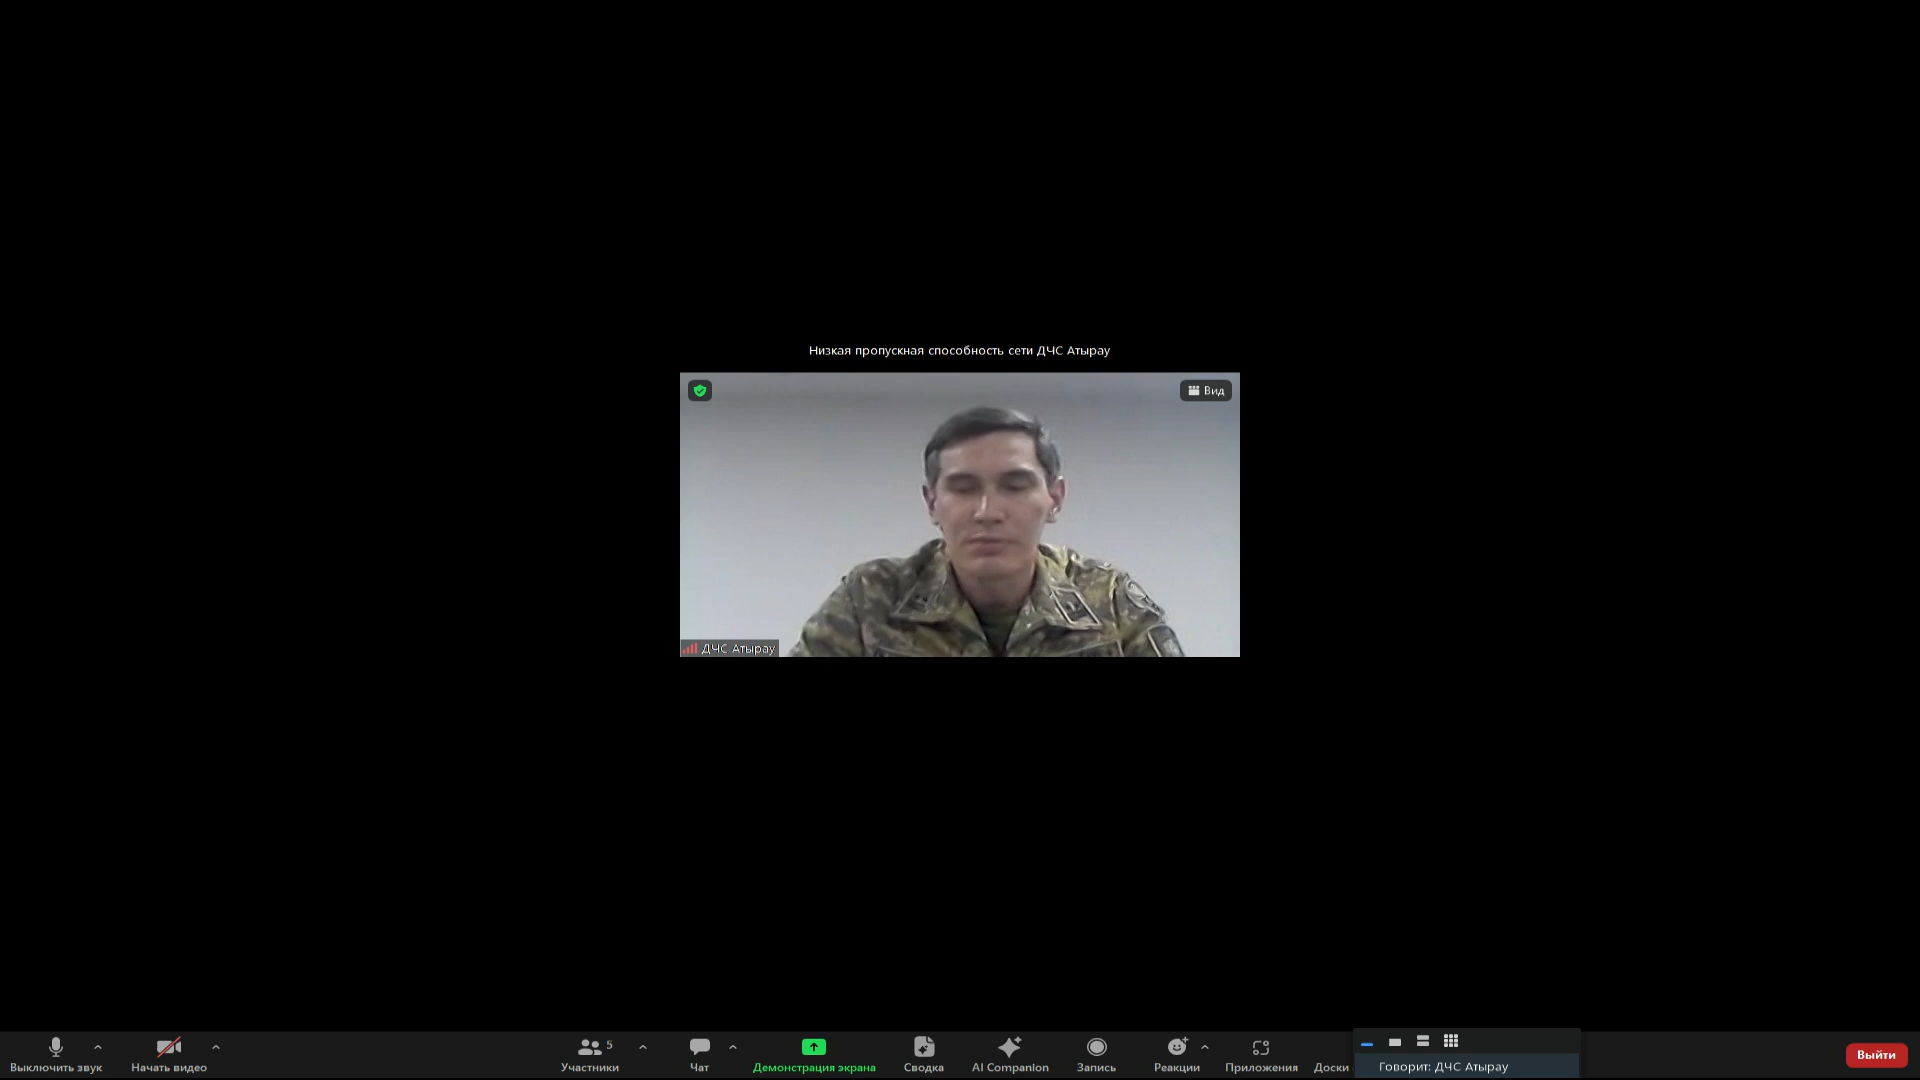 Низкая пропускная способность сети ДЧС Атырау
Вид
ДЧС Атырау
5
Выключить звук
Начать видео
Участники
Чат
Демонстрация экрана
Сводка
AI Companion
Запись
Реакции
Приложения
Доски
Говорит: ДЧС Атырау
Выйти